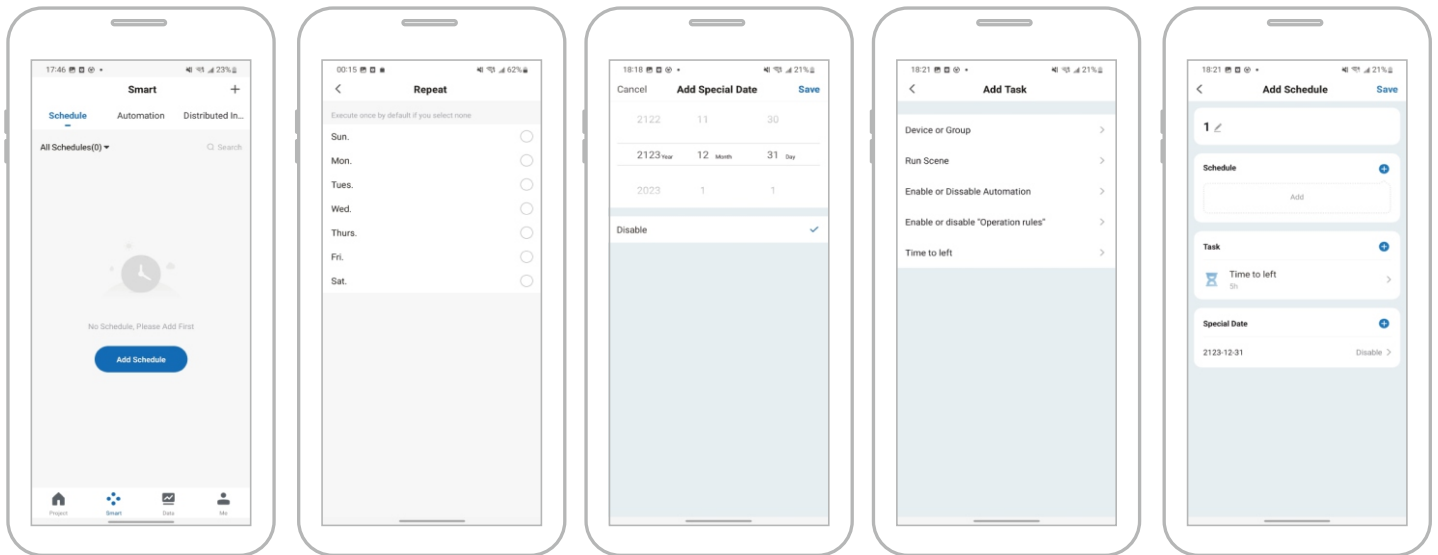 17:46 23%
Smart +
Schedule Automation Distributed In...
All Schedules(0) Search
No Schedule, Please Add First
Add Schedule
Project Smart Data Me
00:15 62%
Repeat
Execute once by default if you select none
Sun.
Mon.
Tues.
Wed.
Thurs.
Fri.
Sat.
18:18 21%
Cancel Add Special Date Save
2122 11 30
2123 Year 12 Month 31 Day
2023 1 1
Disable
18:21 21%
Add Task
Device or Group
Run Scene
Enable or Dissable Automation
Enable or disable "Operation rules"
Time to left
18:21 21%
Add Schedule Save
1
Schedule
Add
Task
Time to left
5h
Special Date
2123-12-31 Disable